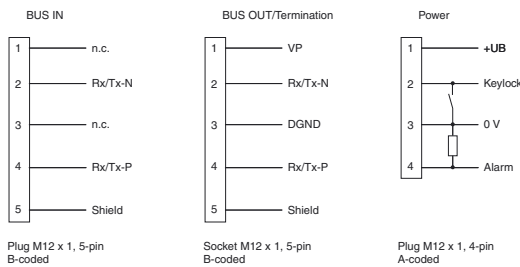 BUS IN
1 n.c.
2 Rx/Tx-N
3 n.c.
4 Rx/Tx-P
5 Shield
Plug M12 x 1, 5-pin
B-coded
BUS OUT/Termination
1 VP
2 Rx/Tx-N
3 DGND
4 Rx/Tx-P
5 Shield
Socket M12 x 1, 5-pin
B-coded
Power
1 +UB
2 Keylock
3 0 V
4 Alarm
Plug M12 x 1, 4-pin
A-coded